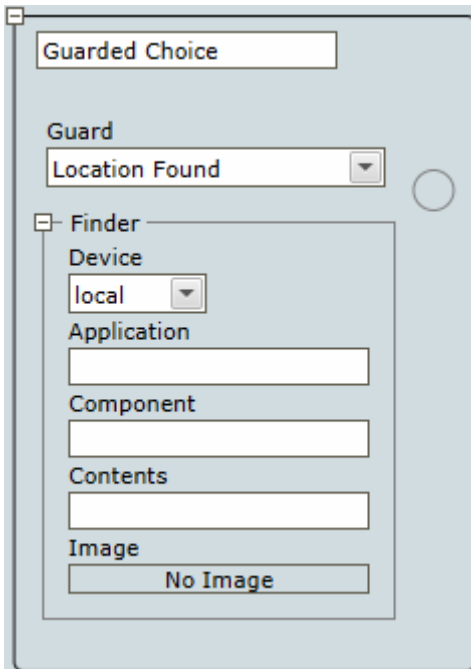 Guarded Choice
Guard
Location Found
Finder
Device
local
Application
Component
Contents
Image
No Image